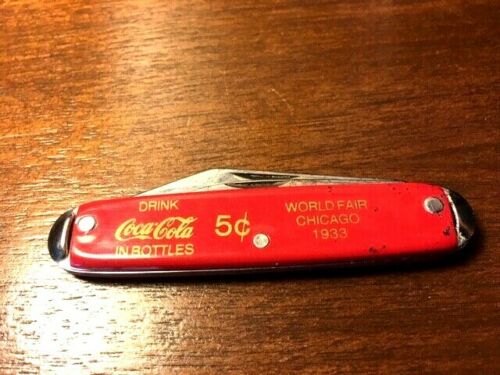 DRINK
Coca-Cola
IN BOTTLES
5¢
WORLD FAIR
CHICAGO
1933